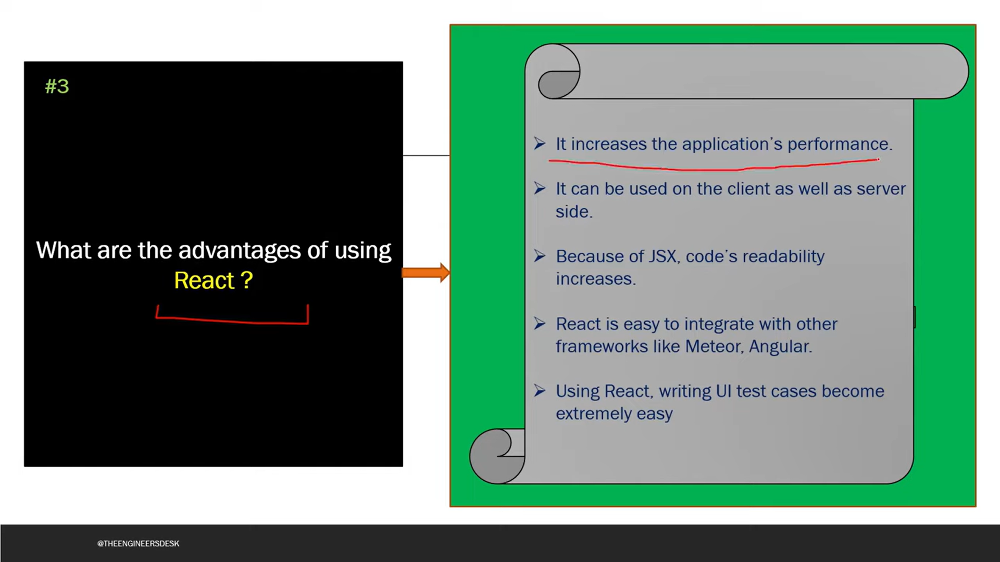 #3
What are the advantages of using
React ?
It increases the application’s performance.
It can be used on the client as well as server
side.
Because of JSX, code’s readability
increases.
React is easy to integrate with other
frameworks like Meteor, Angular.
Using React, writing UI test cases become
extremely easy
@THEENGINEERSDESK